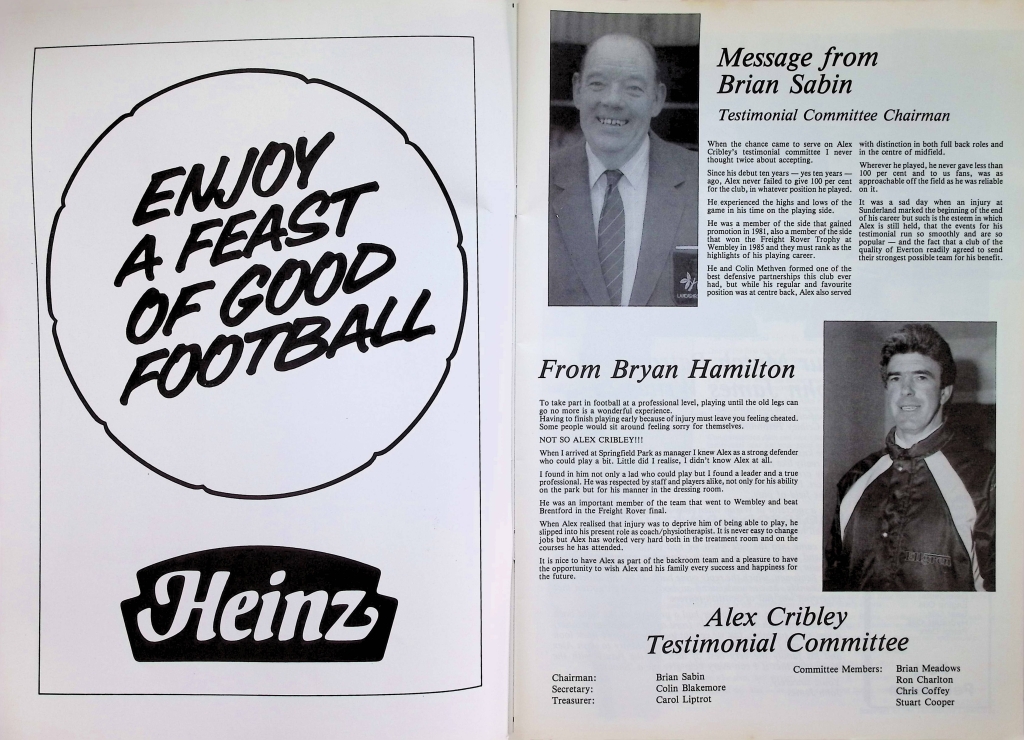 ENJOY
A FEAST
OF GOOD
FOOTBALL
Heinz
Message from
Brian Sabin
Testimonial Committee Chairman
When the chance came to serve on Alex
Cribley's testimonial committee I never
thought twice about accepting.
Since his debut ten years — yes ten years —
ago, Alex never failed to give 100 per cent
for the club, in whatever position he played.
He experienced the highs and lows of the
game in his time on the playing side.
He was a member of the side that gained
promotion in 1981, also a member of the side
that won the Freight Rover Trophy at
Wembley in 1985 and they must rank as the
highlights of his playing career.
He and Colin Methven formed one of the
best defensive partnerships this club ever
had, but while his regular and favourite
position was at centre back, Alex also served
with distinction in both full back roles and
in the centre of midfield.
Wherever he played, he never gave less than
100 per cent and to us fans, was as
approachable off the field as he was reliable
on it.
It was a sad day when an injury at
Sunderland marked the beginning of the end
of his career but such is the esteem in which
Alex is still held, that the events for his
testimonial run so smoothly and are so
popular — and the fact that a club of the
quality of Everton readily agreed to send
their strongest possible team for his benefit.
From Bryan Hamilton
To take part in football at a professional level, playing until the old legs can
go no more is a wonderful experience.
Having to finish playing early because of injury must leave you feeling cheated.
Some people would sit around feeling sorry for themselves.
NOT SO ALEX CRIBLEY!!!
When I arrived at Springfield Park as manager I knew Alex as a strong defender
who could play a bit. Little did I realise, I didn't know Alex at all.
I found in him not only a lad who could play but I found a leader and a true
professional. He was respected by staff and players alike, not only for his ability
on the park but for his manner in the dressing room.
He was an important member of the team that went to Wembley and beat
Brentford in the Freight Rover final.
When Alex realised that injury was to deprive him of being able to play, he
slipped into his present role as coach/physiotherapist. It is never easy to change
jobs but Alex has worked very hard both in the treatment room and on the
courses he has attended.
It is nice to have Alex as part of the backroom team and a pleasure to have
the opportunity to wish Alex and his family every success and happiness for
the future.
Alex Cribley
Testimonial Committee
Chairman: Brian Sabin
Secretary: Colin Blakemore
Treasurer: Carol Liptrot
Committee Members: Brian Meadows
Ron Charlton
Chris Coffey
Stuart Cooper